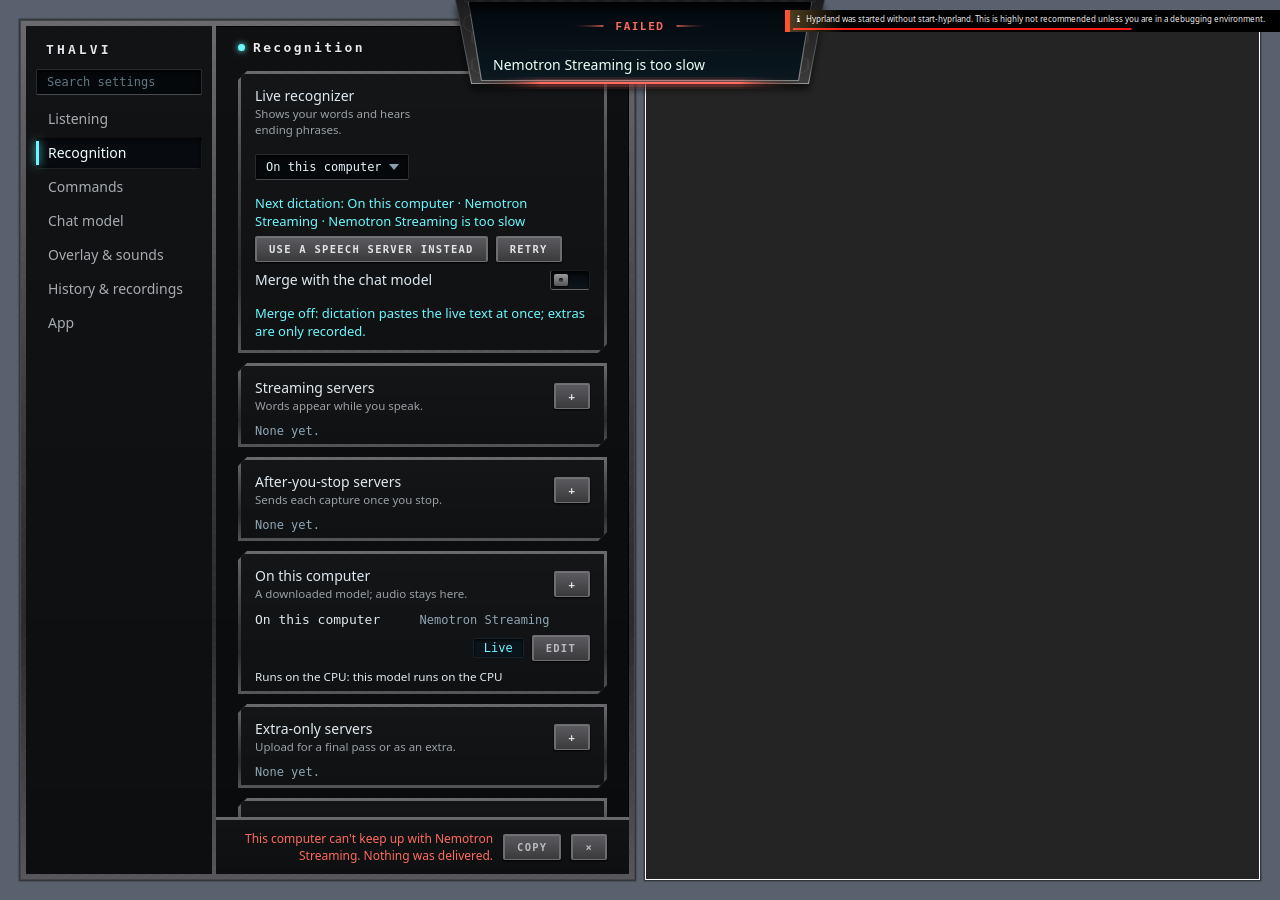 FAILED
Nemotron Streaming is too slow
Hyprland was started without start-hyprland. This is highly not recommended unless you are in a debugging environment.
THALVI
Search settings
Listening
Recognition
Commands
Chat model
Overlay & sounds
History & recordings
App
Recognition
Live recognizer
Shows your words and hears
ending phrases.
On this computer
Next dictation: On this computer · Nemotron
Streaming · Nemotron Streaming is too slow
USE A SPEECH SERVER INSTEAD
RETRY
Merge with the chat model
Merge off: dictation pastes the live text at once; extras
are only recorded.
Streaming servers
+
Words appear while you speak.
None yet.
After-you-stop servers
+
Sends each capture once you stop.
None yet.
On this computer
+
A downloaded model; audio stays here.
On this computer Nemotron Streaming
Live
EDIT
Runs on the CPU: this model runs on the CPU
Extra-only servers
+
Upload for a final pass or as an extra.
None yet.
This computer can't keep up with Nemotron
Streaming. Nothing was delivered.
COPY
×